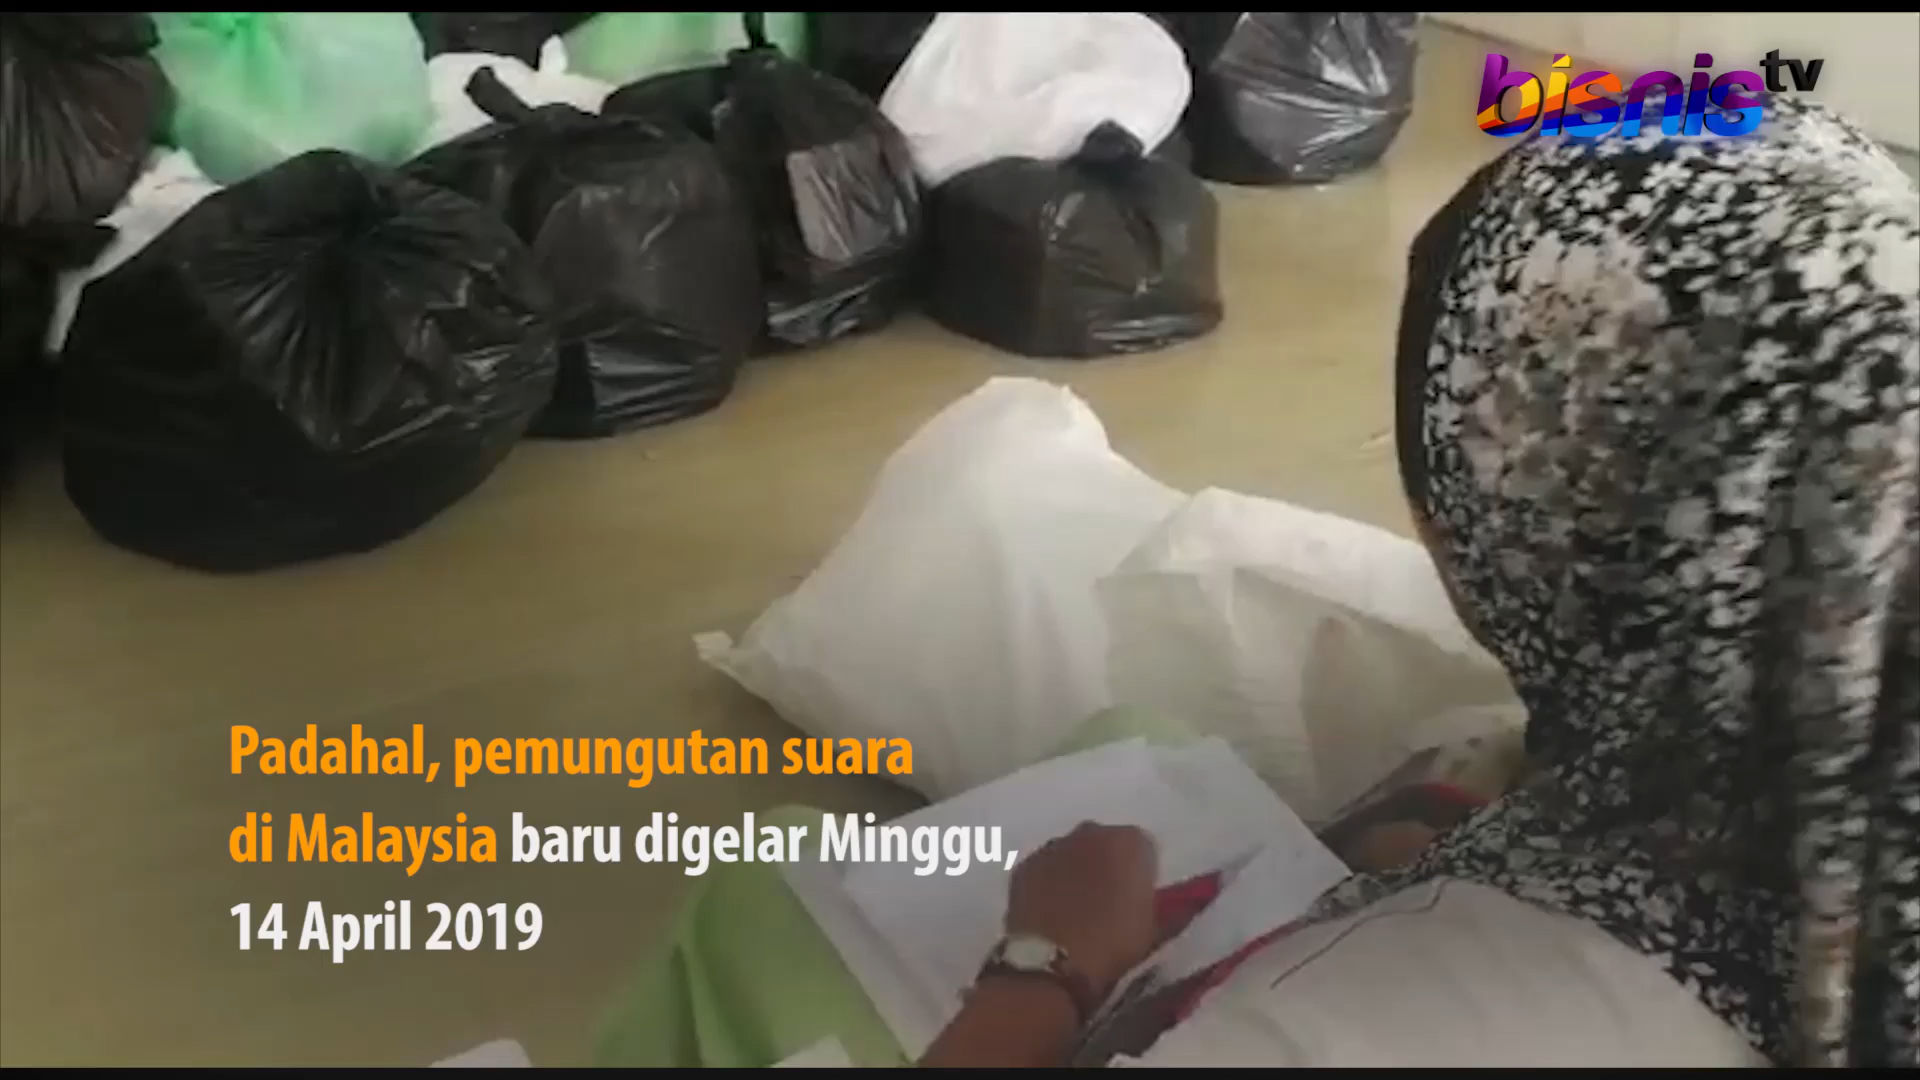 bisnis tv
Padahal, pemungutan suara
di Malaysia baru digelar Minggu,
14 April 2019